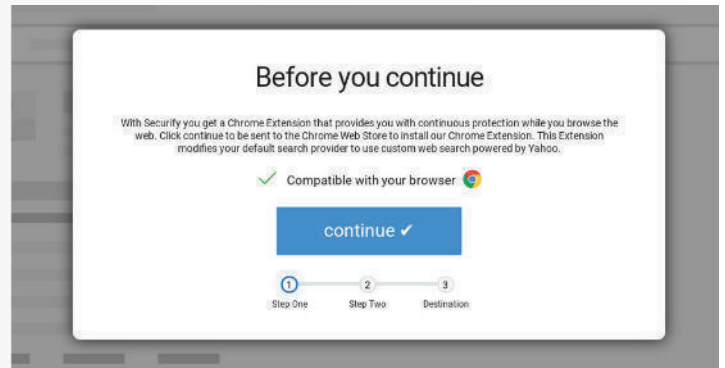 Before you continue
With Securify you get a Chrome Extension that provides you with continuous protection while you browse the
web. Click continue to be sent to the Chrome Web Store to install our Chrome Extension. This Extension
modifies your default search provider to use custom web search powered by Yahoo.
✓ Compatible with your browser
continue ✔
1 2 3
Step One Step Two Destination